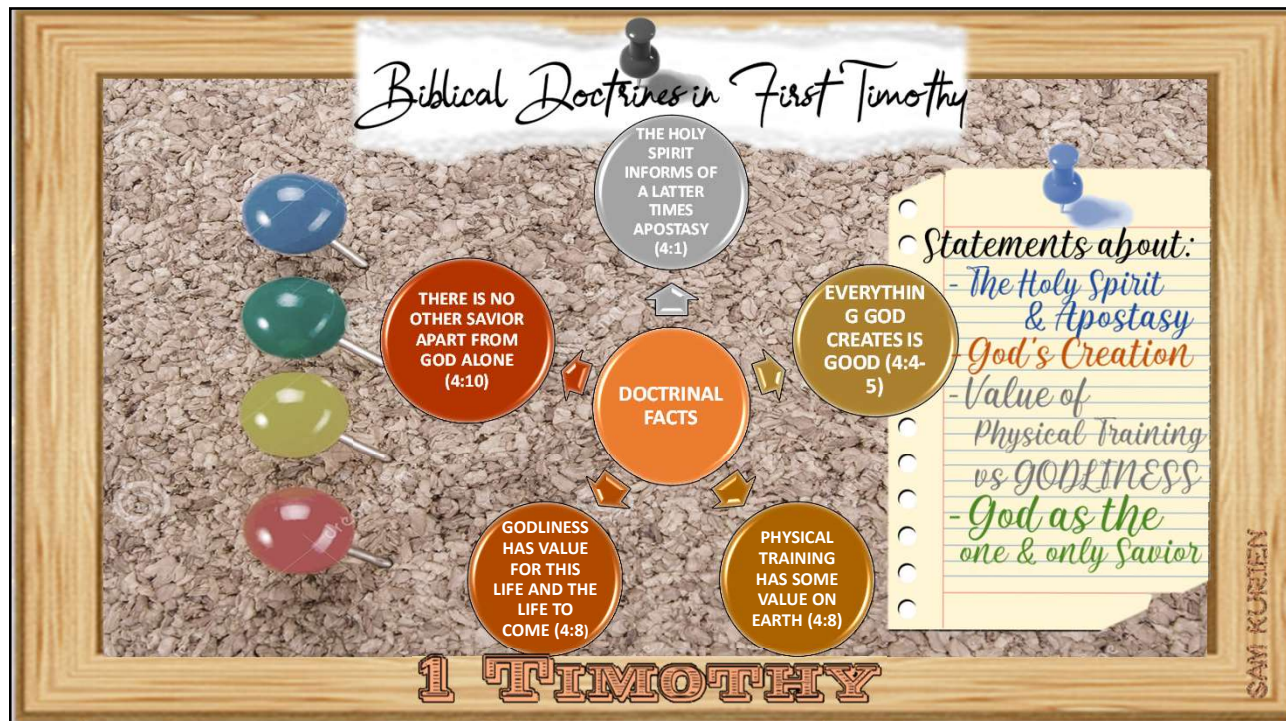 Biblical Doctrines in First Timothy
THE HOLY
SPIRIT
INFORMS OF
A LATTER
TIMES
APOSTASY
(4:1)
EVERYTHIN
G GOD
CREATES IS
GOOD (4:4-
5)
PHYSICAL
TRAINING
HAS SOME
VALUE ON
EARTH (4:8)
GODLINESS
HAS VALUE
FOR THIS
LIFE AND THE
LIFE TO
COME (4:8)
THERE IS NO
OTHER SAVIOR
APART FROM
GOD ALONE
(4:10)
DOCTRINAL
FACTS
Statements about:
- The Holy Spirit
& Apostasy
- God's Creation
- Value of
Physical Training
vs GODLINESS
- God as the
one & only Savior
1 TIMOTHY
SAM KURIEN